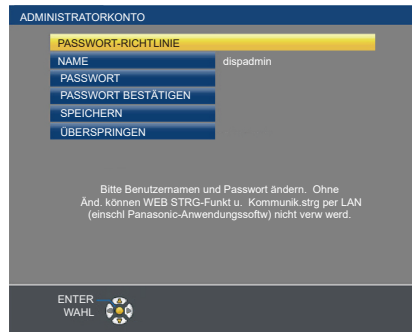 ADMINISTRATORKONTO
PASSWORT-RICHTLINIE
NAME dispadmin
PASSWORT
PASSWORT BESTÄTIGEN
SPEICHERN
ÜBERSPRINGEN
Bitte Benutzernamen und Passwort ändern. Ohne
Änd. können WEB STRG-Funkt u. Kommunik.strg per LAN
(einschl Panasonic-Anwendungssoftw) nicht verw werd.
ENTER
WAHL